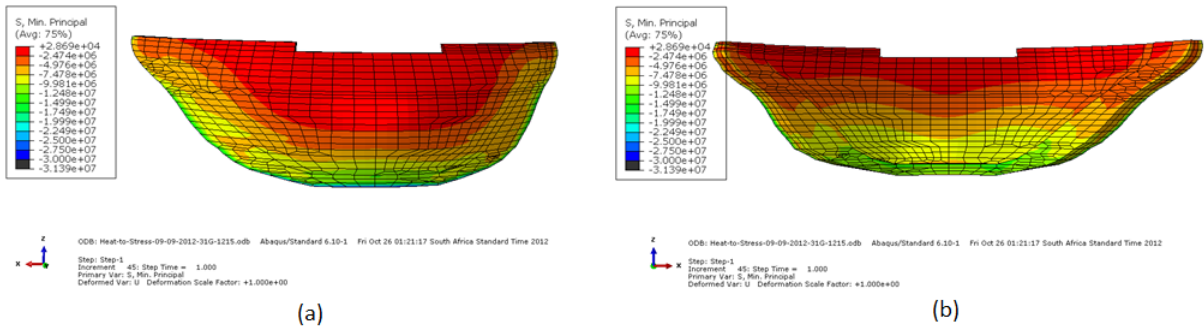 S, Min. Principal
(Avg: 75%)
+2.869e+04
-2.474e+06
-4.976e+06
-7.478e+06
-9.981e+06
-1.248e+07
-1.499e+07
-1.749e+07
-1.999e+07
-2.249e+07
-2.500e+07
-2.750e+07
-3.000e+07
-3.139e+07
z
x
ODB: Heat-to-Stress-09-09-2012-31G-1215.odb Abaqus/Standard 6.10-1 Fri Oct 26 01:21:17 South Africa Standard Time 2012
Step: Step-1
Increment 45: Step Time = 1.000
Primary Var: S, Min. Principal
Deformed Var: U Deformation Scale Factor: +1.000e+00
(a)
S, Min. Principal
(Avg: 75%)
+2.869e+04
-2.474e+06
-4.976e+06
-7.478e+06
-9.981e+06
-1.248e+07
-1.499e+07
-1.749e+07
-1.999e+07
-2.249e+07
-2.500e+07
-2.750e+07
-3.000e+07
-3.139e+07
z
x
ODB: Heat-to-Stress-09-09-2012-31G-1215.odb Abaqus/Standard 6.10-1 Fri Oct 26 01:21:17 South Africa Standard Time 2012
Step: Step-1
Increment 45: Step Time = 1.000
Primary Var: S, Min. Principal
Deformed Var: U Deformation Scale Factor: +1.000e+00
(b)